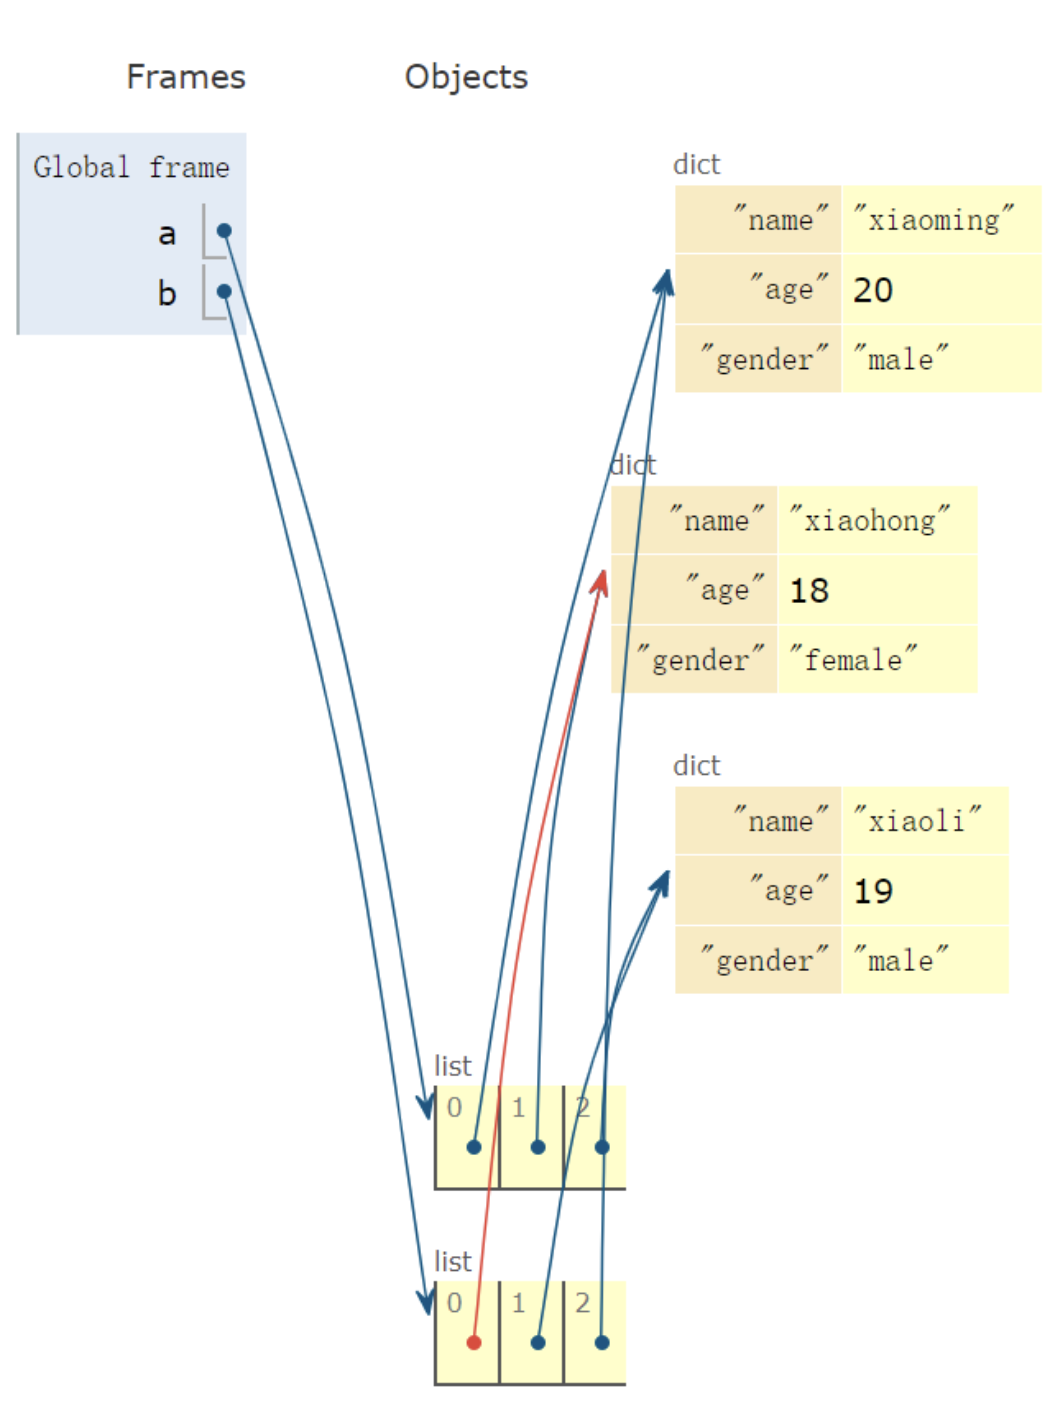 Frames Objects
Global frame
a
b
dict
"name" "xiaoming"
"age" 20
"gender" "male"
dict
"name" "xiaohong"
"age" 18
"gender" "female"
dict
"name" "xiaoli"
"age" 19
"gender" "male"
list
0 1 2
list
0 1 2